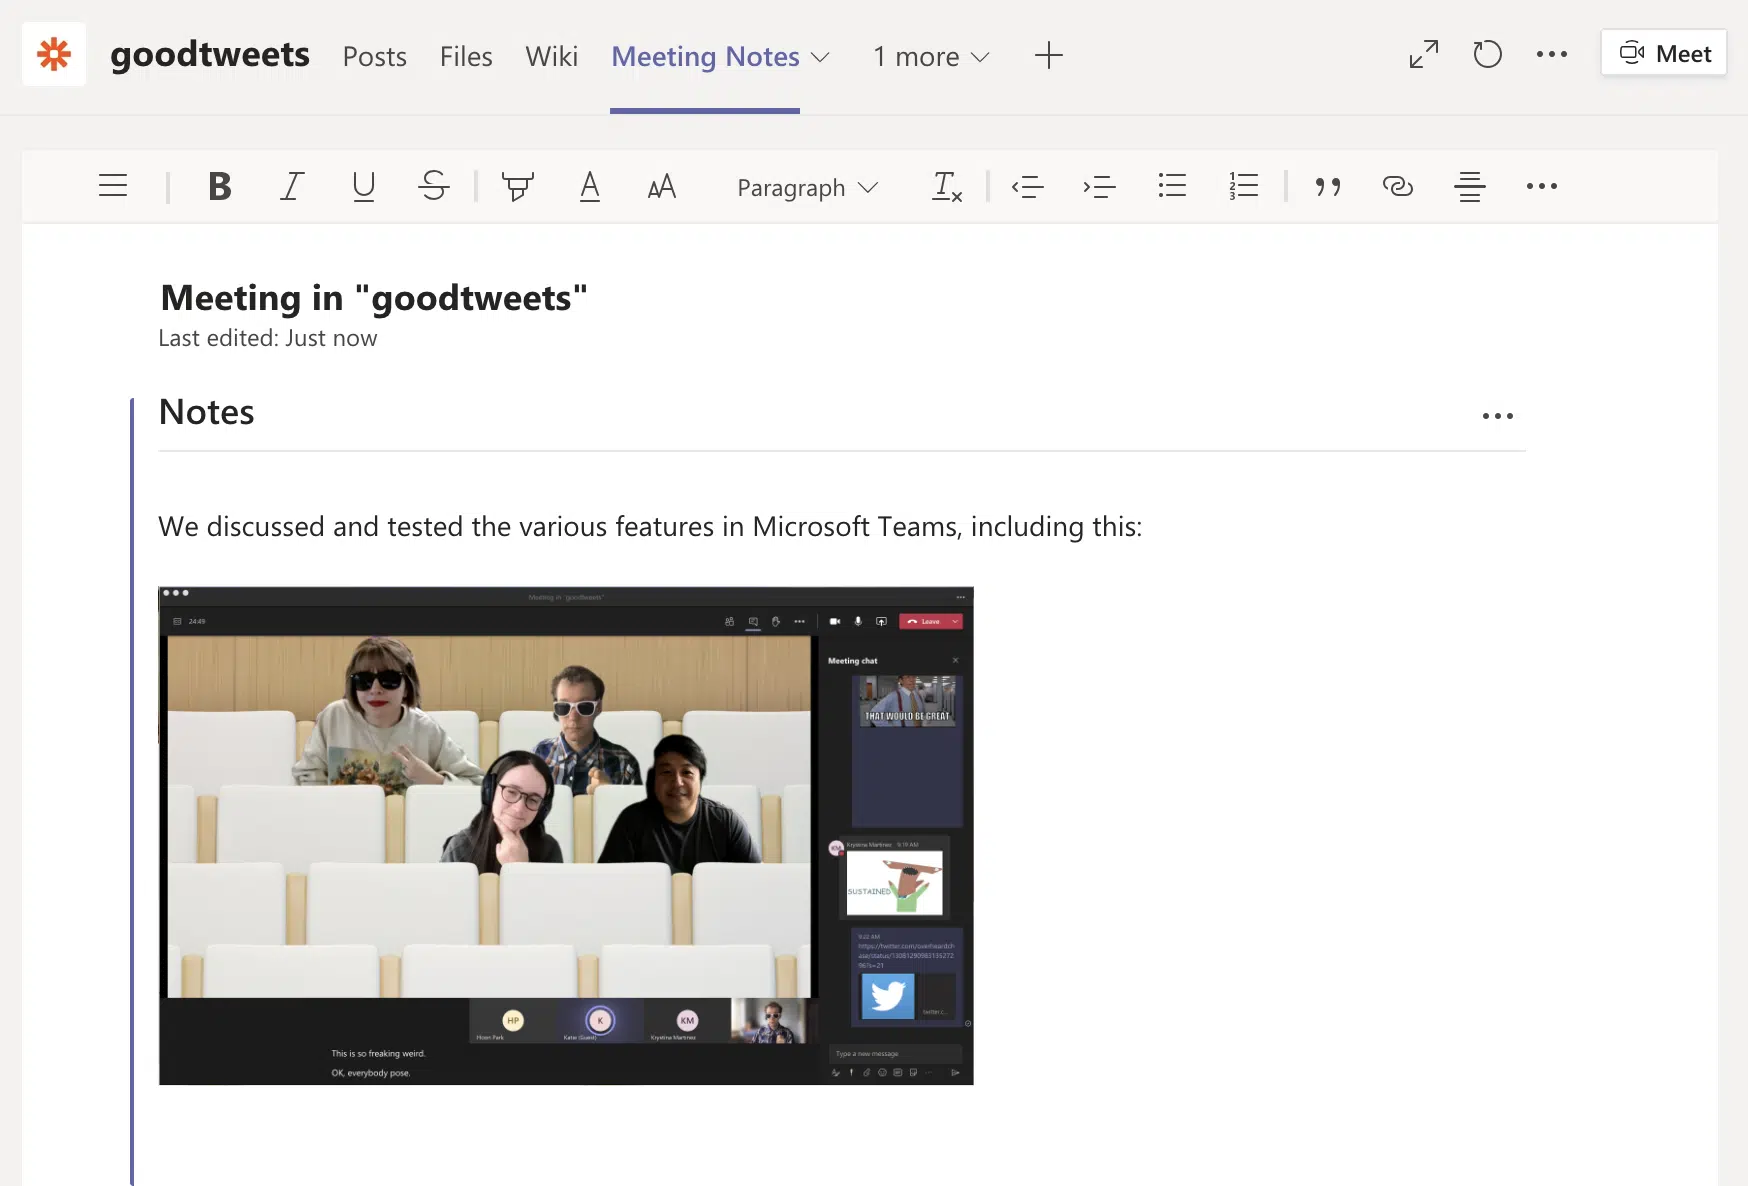 goodtweets Posts Files Wiki Meeting Notes 1 more Meet
B I U S A AA Paragraph
Meeting in "goodtweets"
Last edited: Just now
Notes
We discussed and tested the various features in Microsoft Teams, including this:
Meeting in "goodtweets"
24:49 Leave
Meeting chat
THAT WOULD BE GREAT
KM Krystina Martinez 9:19 AM
SUSTAINED
9:22 AM
https://twitter.com/overheardch
HP K KM
Hoon Park Katie (Guest) Krystina Martinez
This is so freaking weird.
OK, everybody pose.
Type a new message